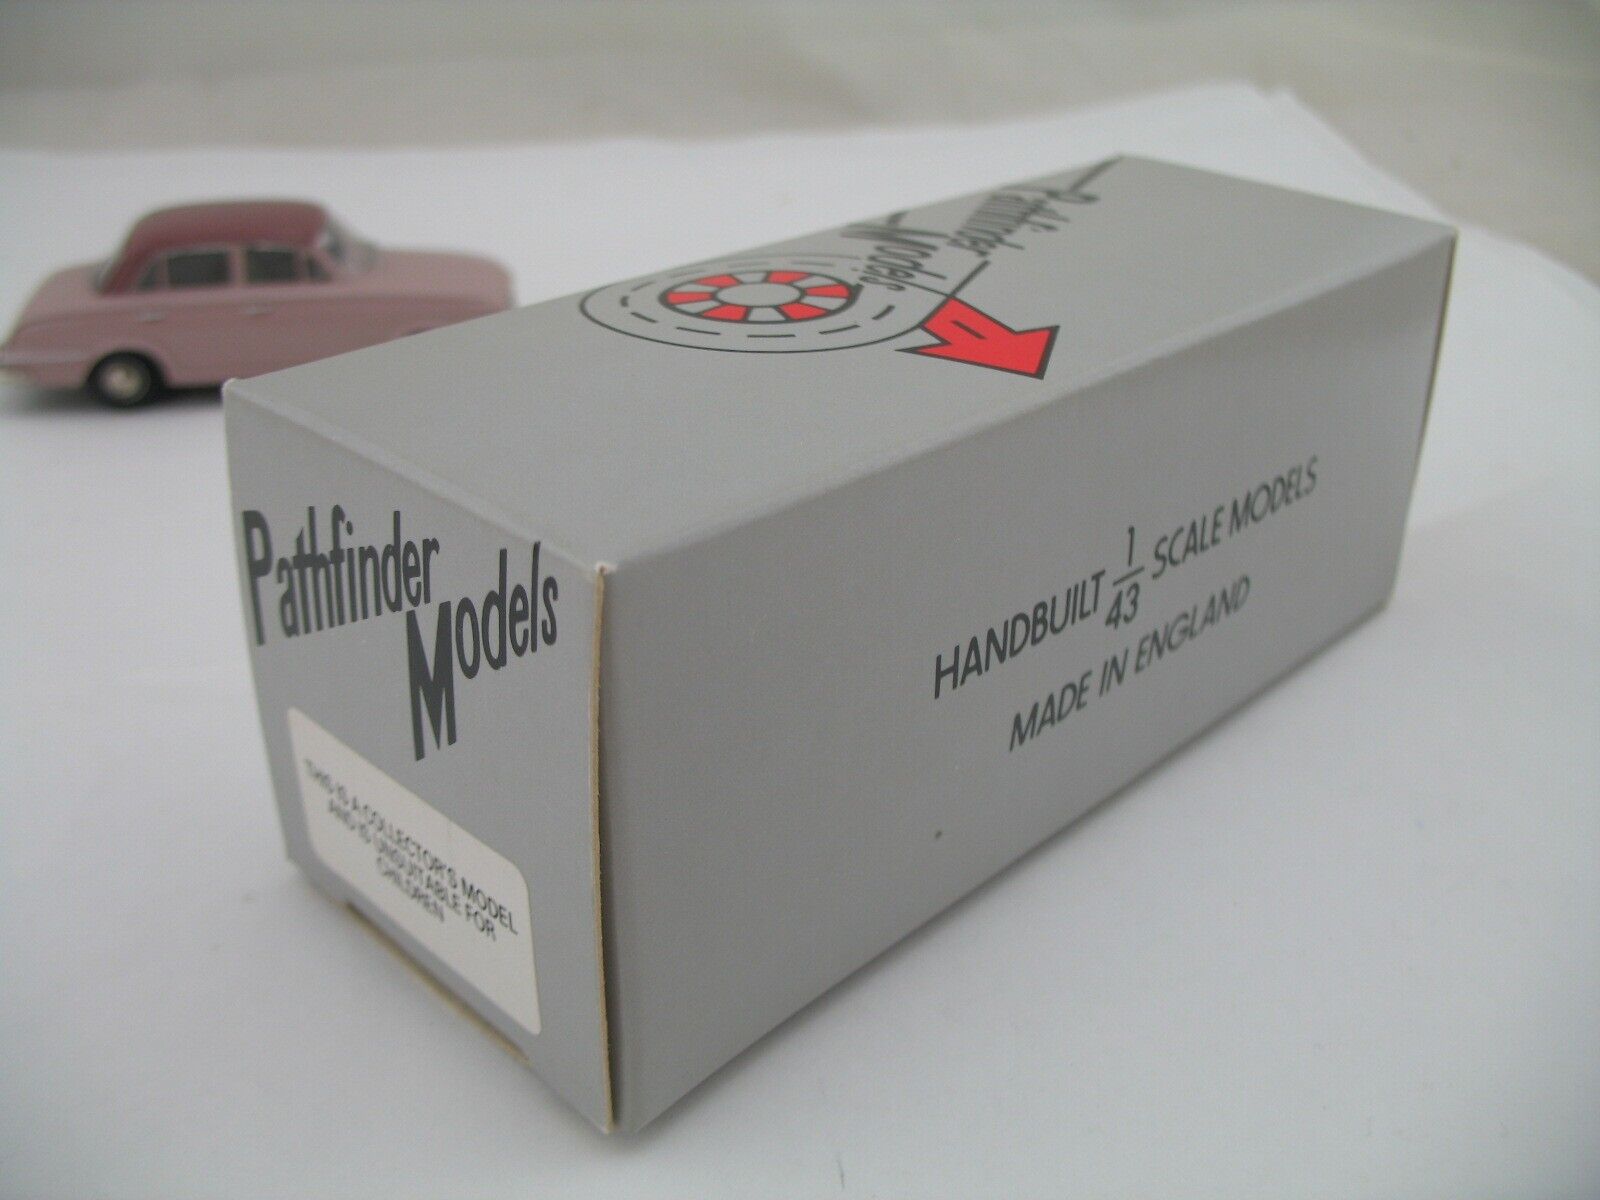 Pathfinder
Models
Pathfinder
Models
THIS IS A COLLECTOR'S MODEL
AND IS UNSUITABLE FOR
CHILDREN
HANDBUILT 1/43 SCALE MODELS
MADE IN ENGLAND